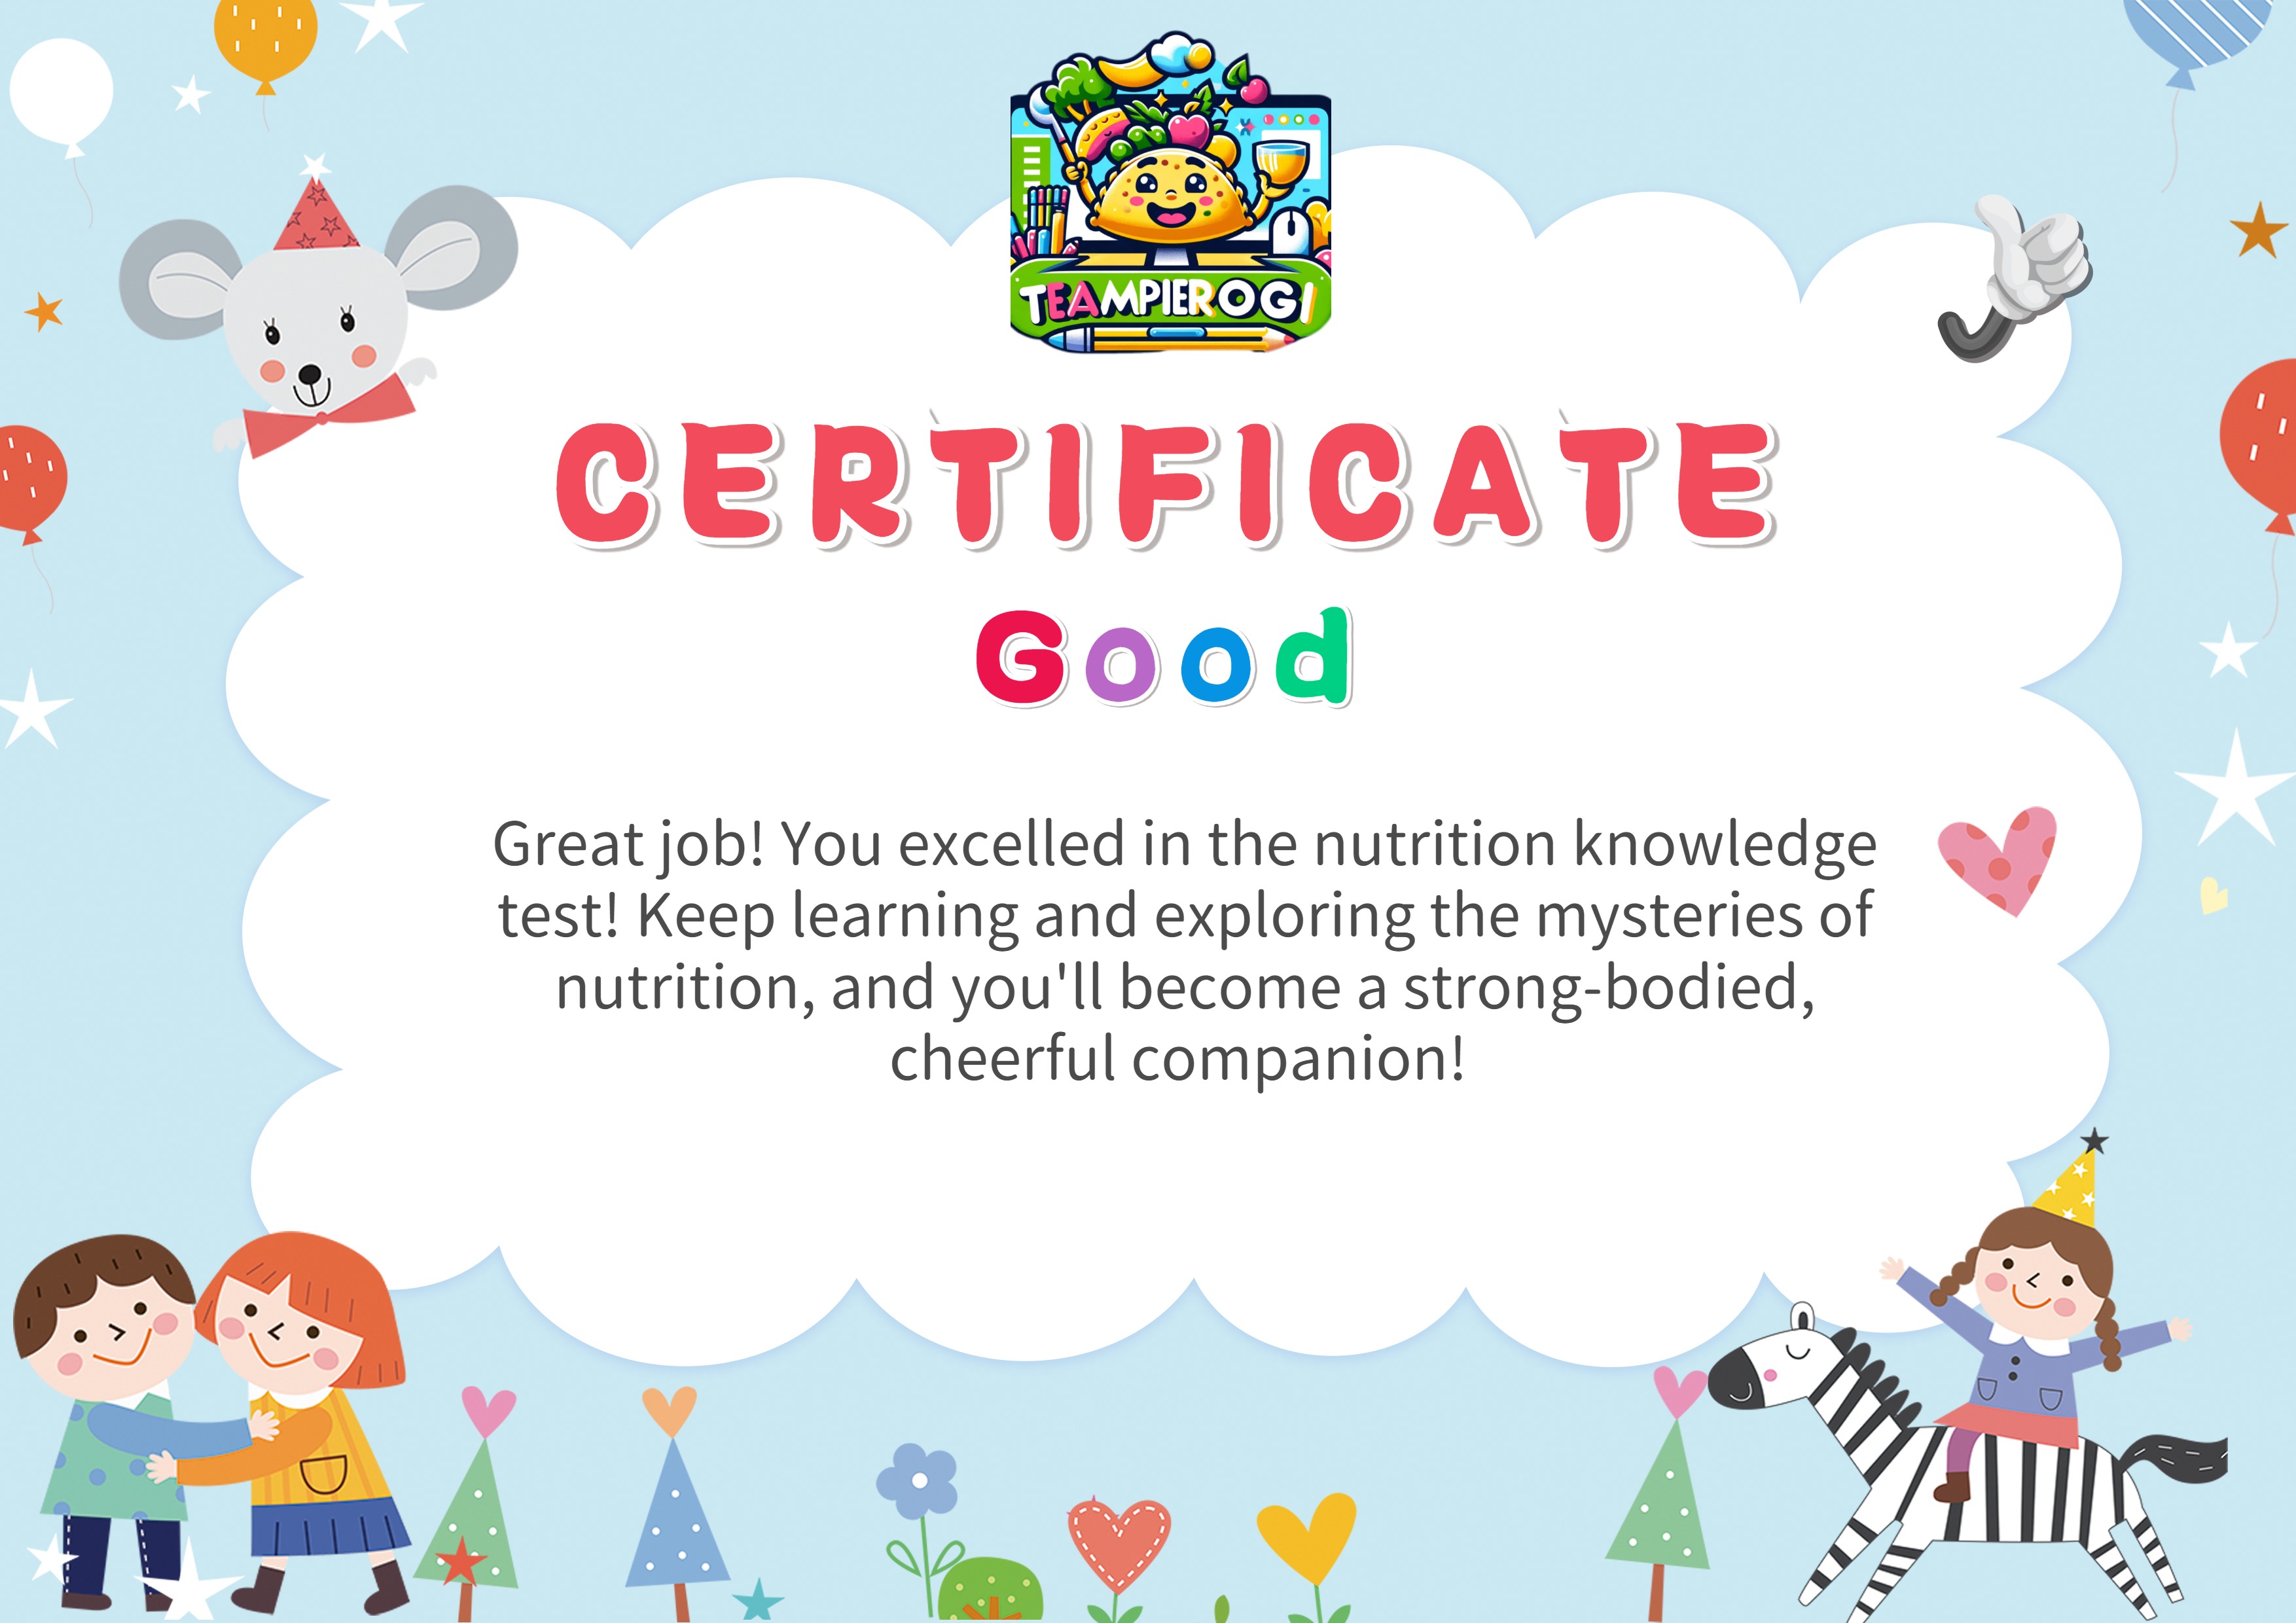 TEAMPIEROGI
CERTIFICATE
Good
Great job! You excelled in the nutrition knowledge
test! Keep learning and exploring the mysteries of
nutrition, and you'll become a strong-bodied,
cheerful companion!